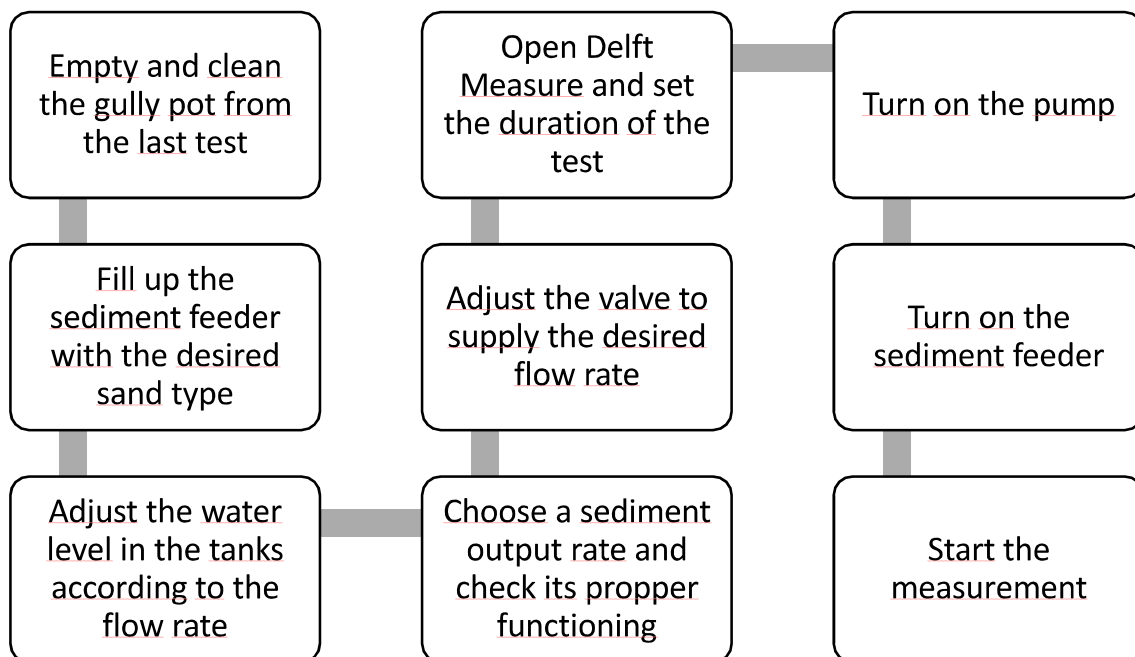 Empty and clean
the gully pot from
the last test
Fill up the
sediment feeder
with the desired
sand type
Adjust the water
level in the tanks
according to the
flow rate
Choose a sediment
output rate and
check its propper
functioning
Adjust the valve to
supply the desired
flow rate
Open Delft
Measure and set
the duration of the
test
Turn on the pump
Turn on the
sediment feeder
Start the
measurement